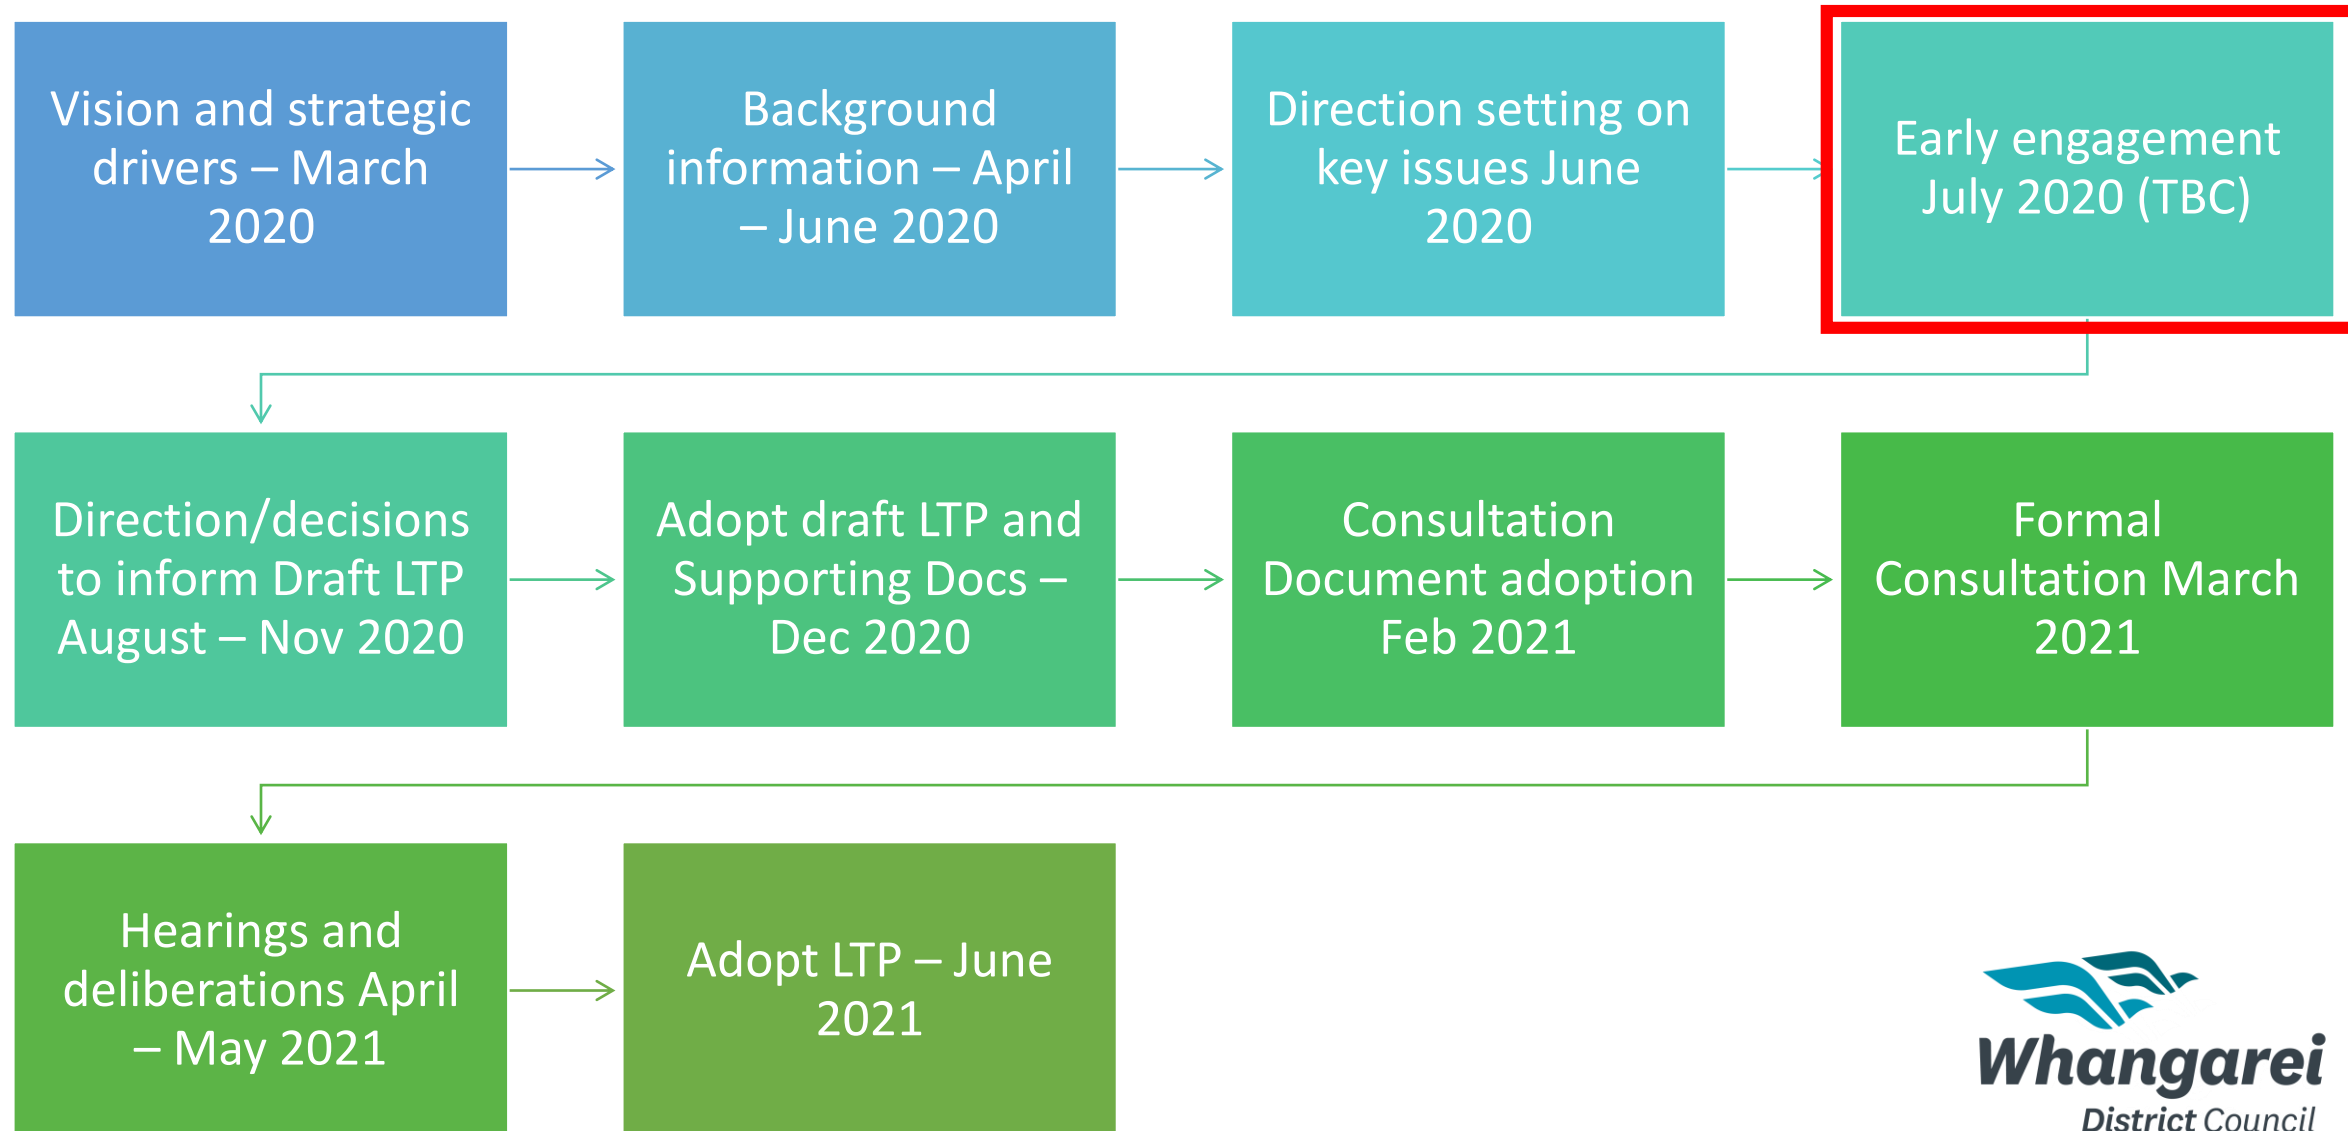 Vision and strategic
drivers – March
2020
Background
information – April
– June 2020
Direction setting on
key issues June
2020
Early engagement
July 2020 (TBC)
Direction/decisions
to inform Draft LTP
August – Nov 2020
Adopt draft LTP and
Supporting Docs –
Dec 2020
Consultation
Document adoption
Feb 2021
Formal
Consultation March
2021
Hearings and
deliberations April
– May 2021
Adopt LTP – June
2021
Whangarei
District Council